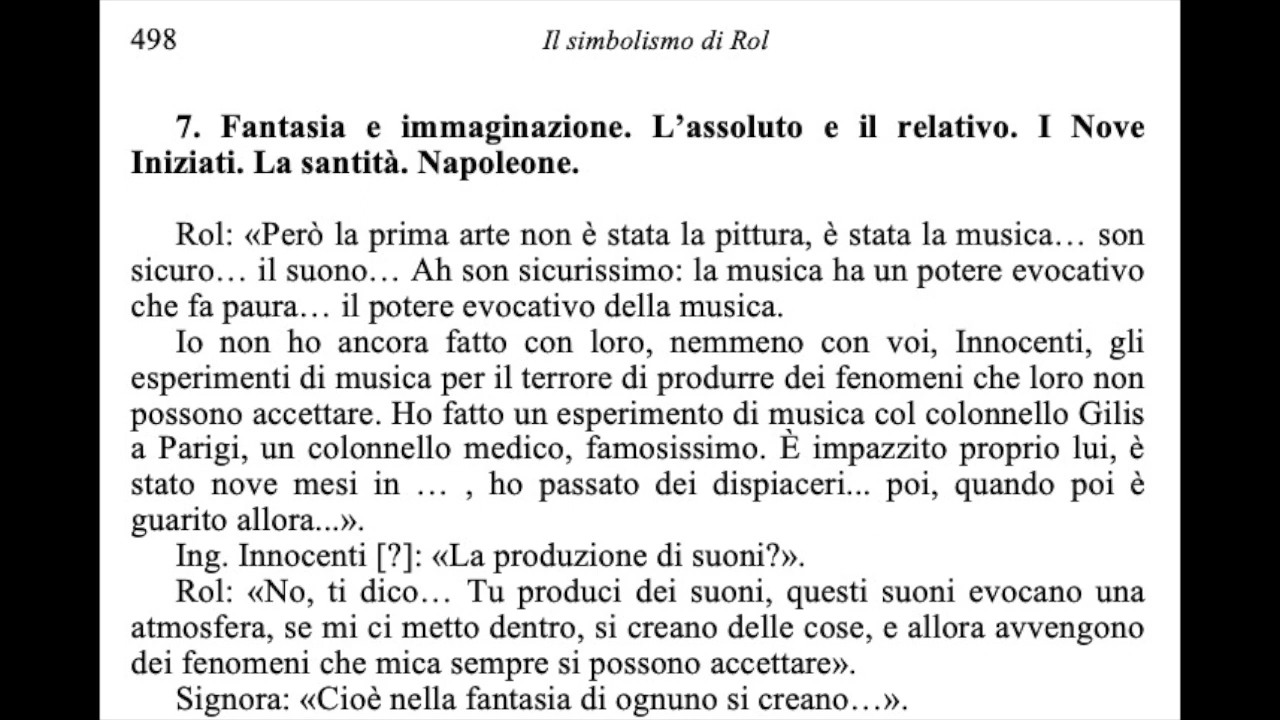 498 Il simbolismo di Rol
7. Fantasia e immaginazione. L’assoluto e il relativo. I Nove
Iniziati. La santità. Napoleone.
Rol: «Però la prima arte non è stata la pittura, è stata la musica… son
sicuro… il suono… Ah son sicurissimo: la musica ha un potere evocativo
che fa paura… il potere evocativo della musica.
Io non ho ancora fatto con loro, nemmeno con voi, Innocenti, gli
esperimenti di musica per il terrore di produrre dei fenomeni che loro non
possono accettare. Ho fatto un esperimento di musica col colonnello Gilis
a Parigi, un colonnello medico, famosissimo. È impazzito proprio lui, è
stato nove mesi in … , ho passato dei dispiaceri... poi, quando poi è
guarito allora...».
Ing. Innocenti [?]: «La produzione di suoni?».
Rol: «No, ti dico… Tu produci dei suoni, questi suoni evocano una
atmosfera, se mi ci metto dentro, si creano delle cose, e allora avvengono
dei fenomeni che mica sempre si possono accettare».
Signora: «Cioè nella fantasia di ognuno si creano…».